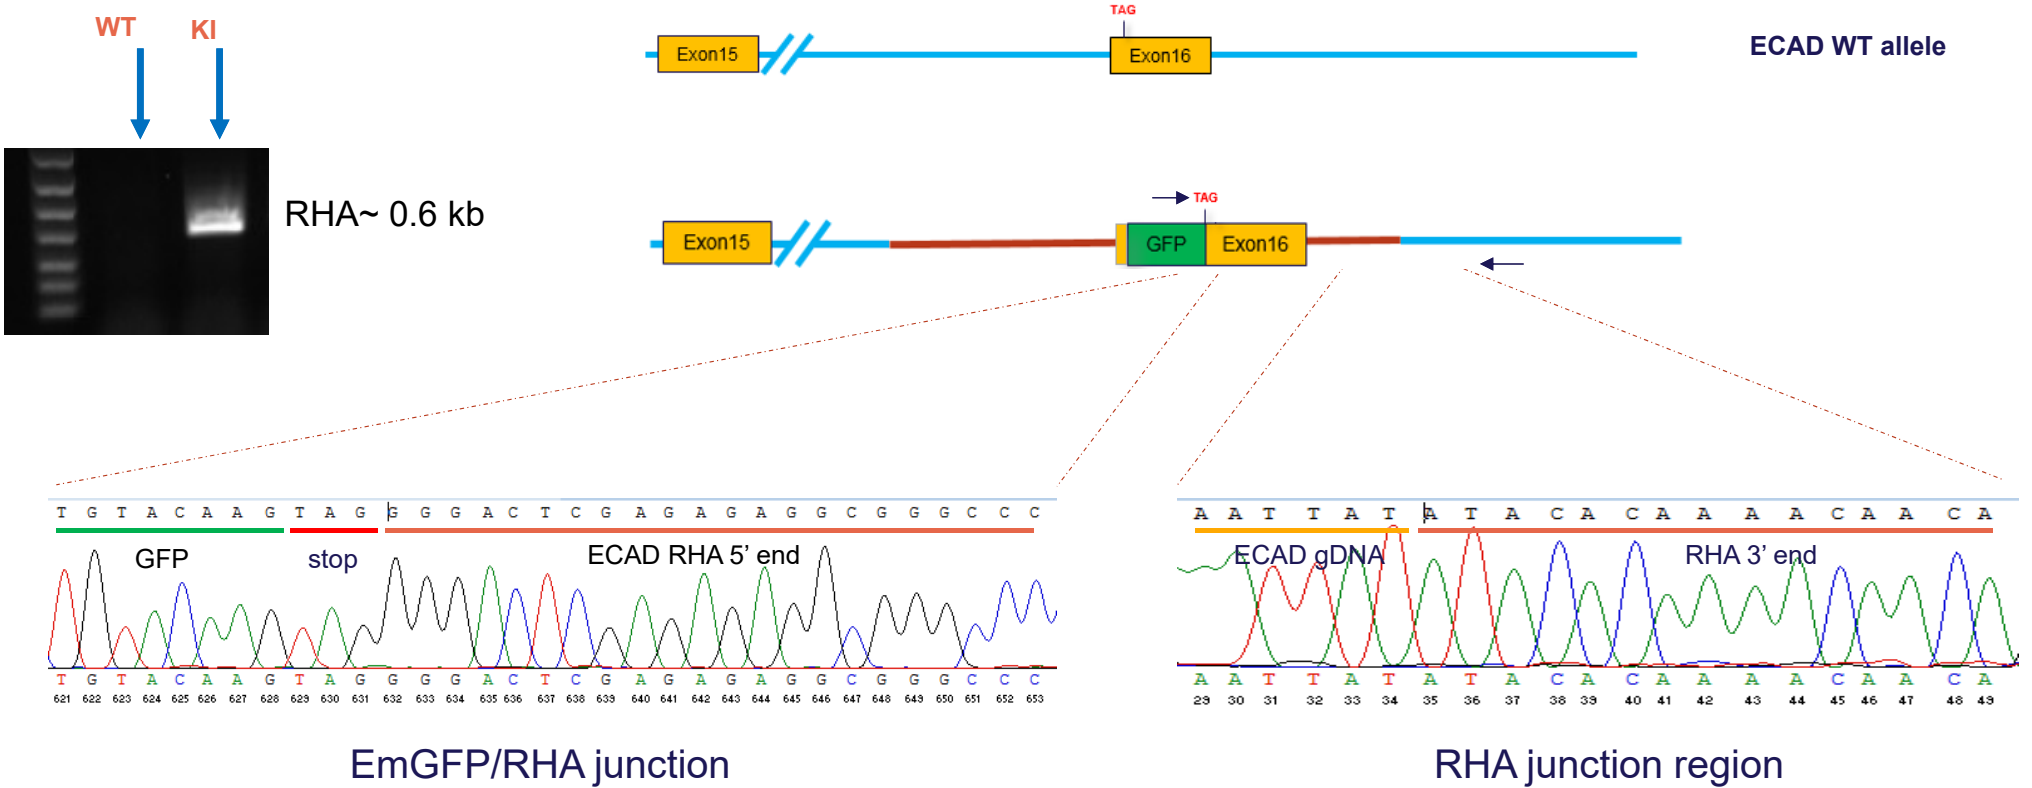 WT
KI
RHA~ 0.6 kb
TAG
Exon15
Exon16
ECAD WT allele
TAG
Exon15
GFP
Exon16
T G T A C A A G T A G G G G A C T C G A G A G A G G C G G G C C C
GFP
stop
ECAD RHA 5’ end
T G T A C A A G T A G G G G A C T C G A G A G A G G C G G G C C C
621 622 623 624 625 626 627 628 629 630 631 632 633 634 635 636 637 638 639 640 641 642 643 644 645 646 647 648 649 650 651 652 653
EmGFP/RHA junction
A A T T A T A T A C A C A A A A C A A C A
ECAD gDNA
RHA 3’ end
A A T T A T A T A C A C A A A A C A A C A
29 30 31 32 33 34 35 36 37 38 39 40 41 42 43 44 45 46 47 48 49
RHA junction region